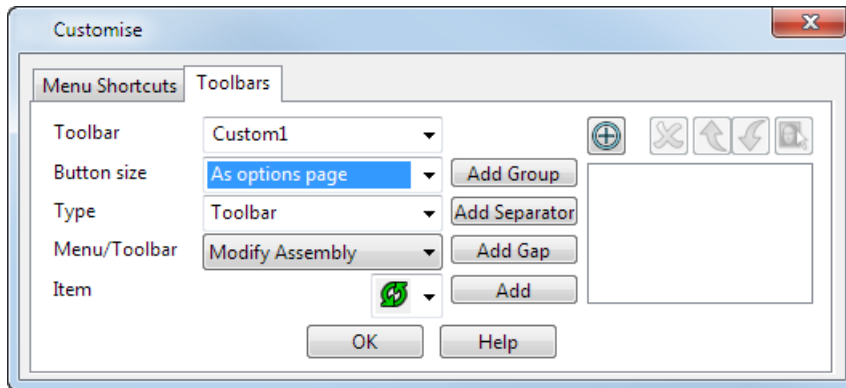 Customise
Menu Shortcuts Toolbars
Toolbar Custom1
Button size As options page Add Group
Type Toolbar Add Separator
Menu/Toolbar Modify Assembly Add Gap
Item Add
OK Help